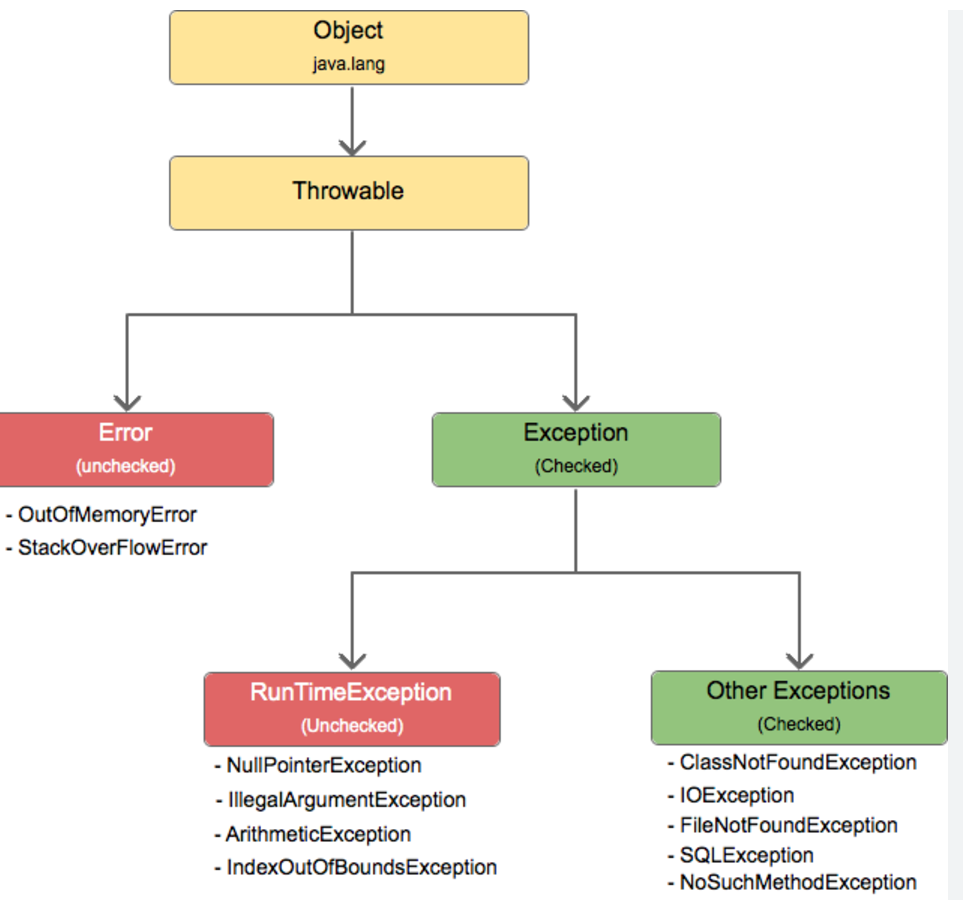 Object
java.lang
Throwable
Error
(unchecked)
- OutOfMemoryError
- StackOverFlowError
Exception
(Checked)
RunTimeException
(Unchecked)
- NullPointerException
- IllegalArgumentException
- ArithmeticException
- IndexOutOfBoundsException
Other Exceptions
(Checked)
- ClassNotFoundException
- IOException
- FileNotFoundException
- SQLException
- NoSuchMethodException